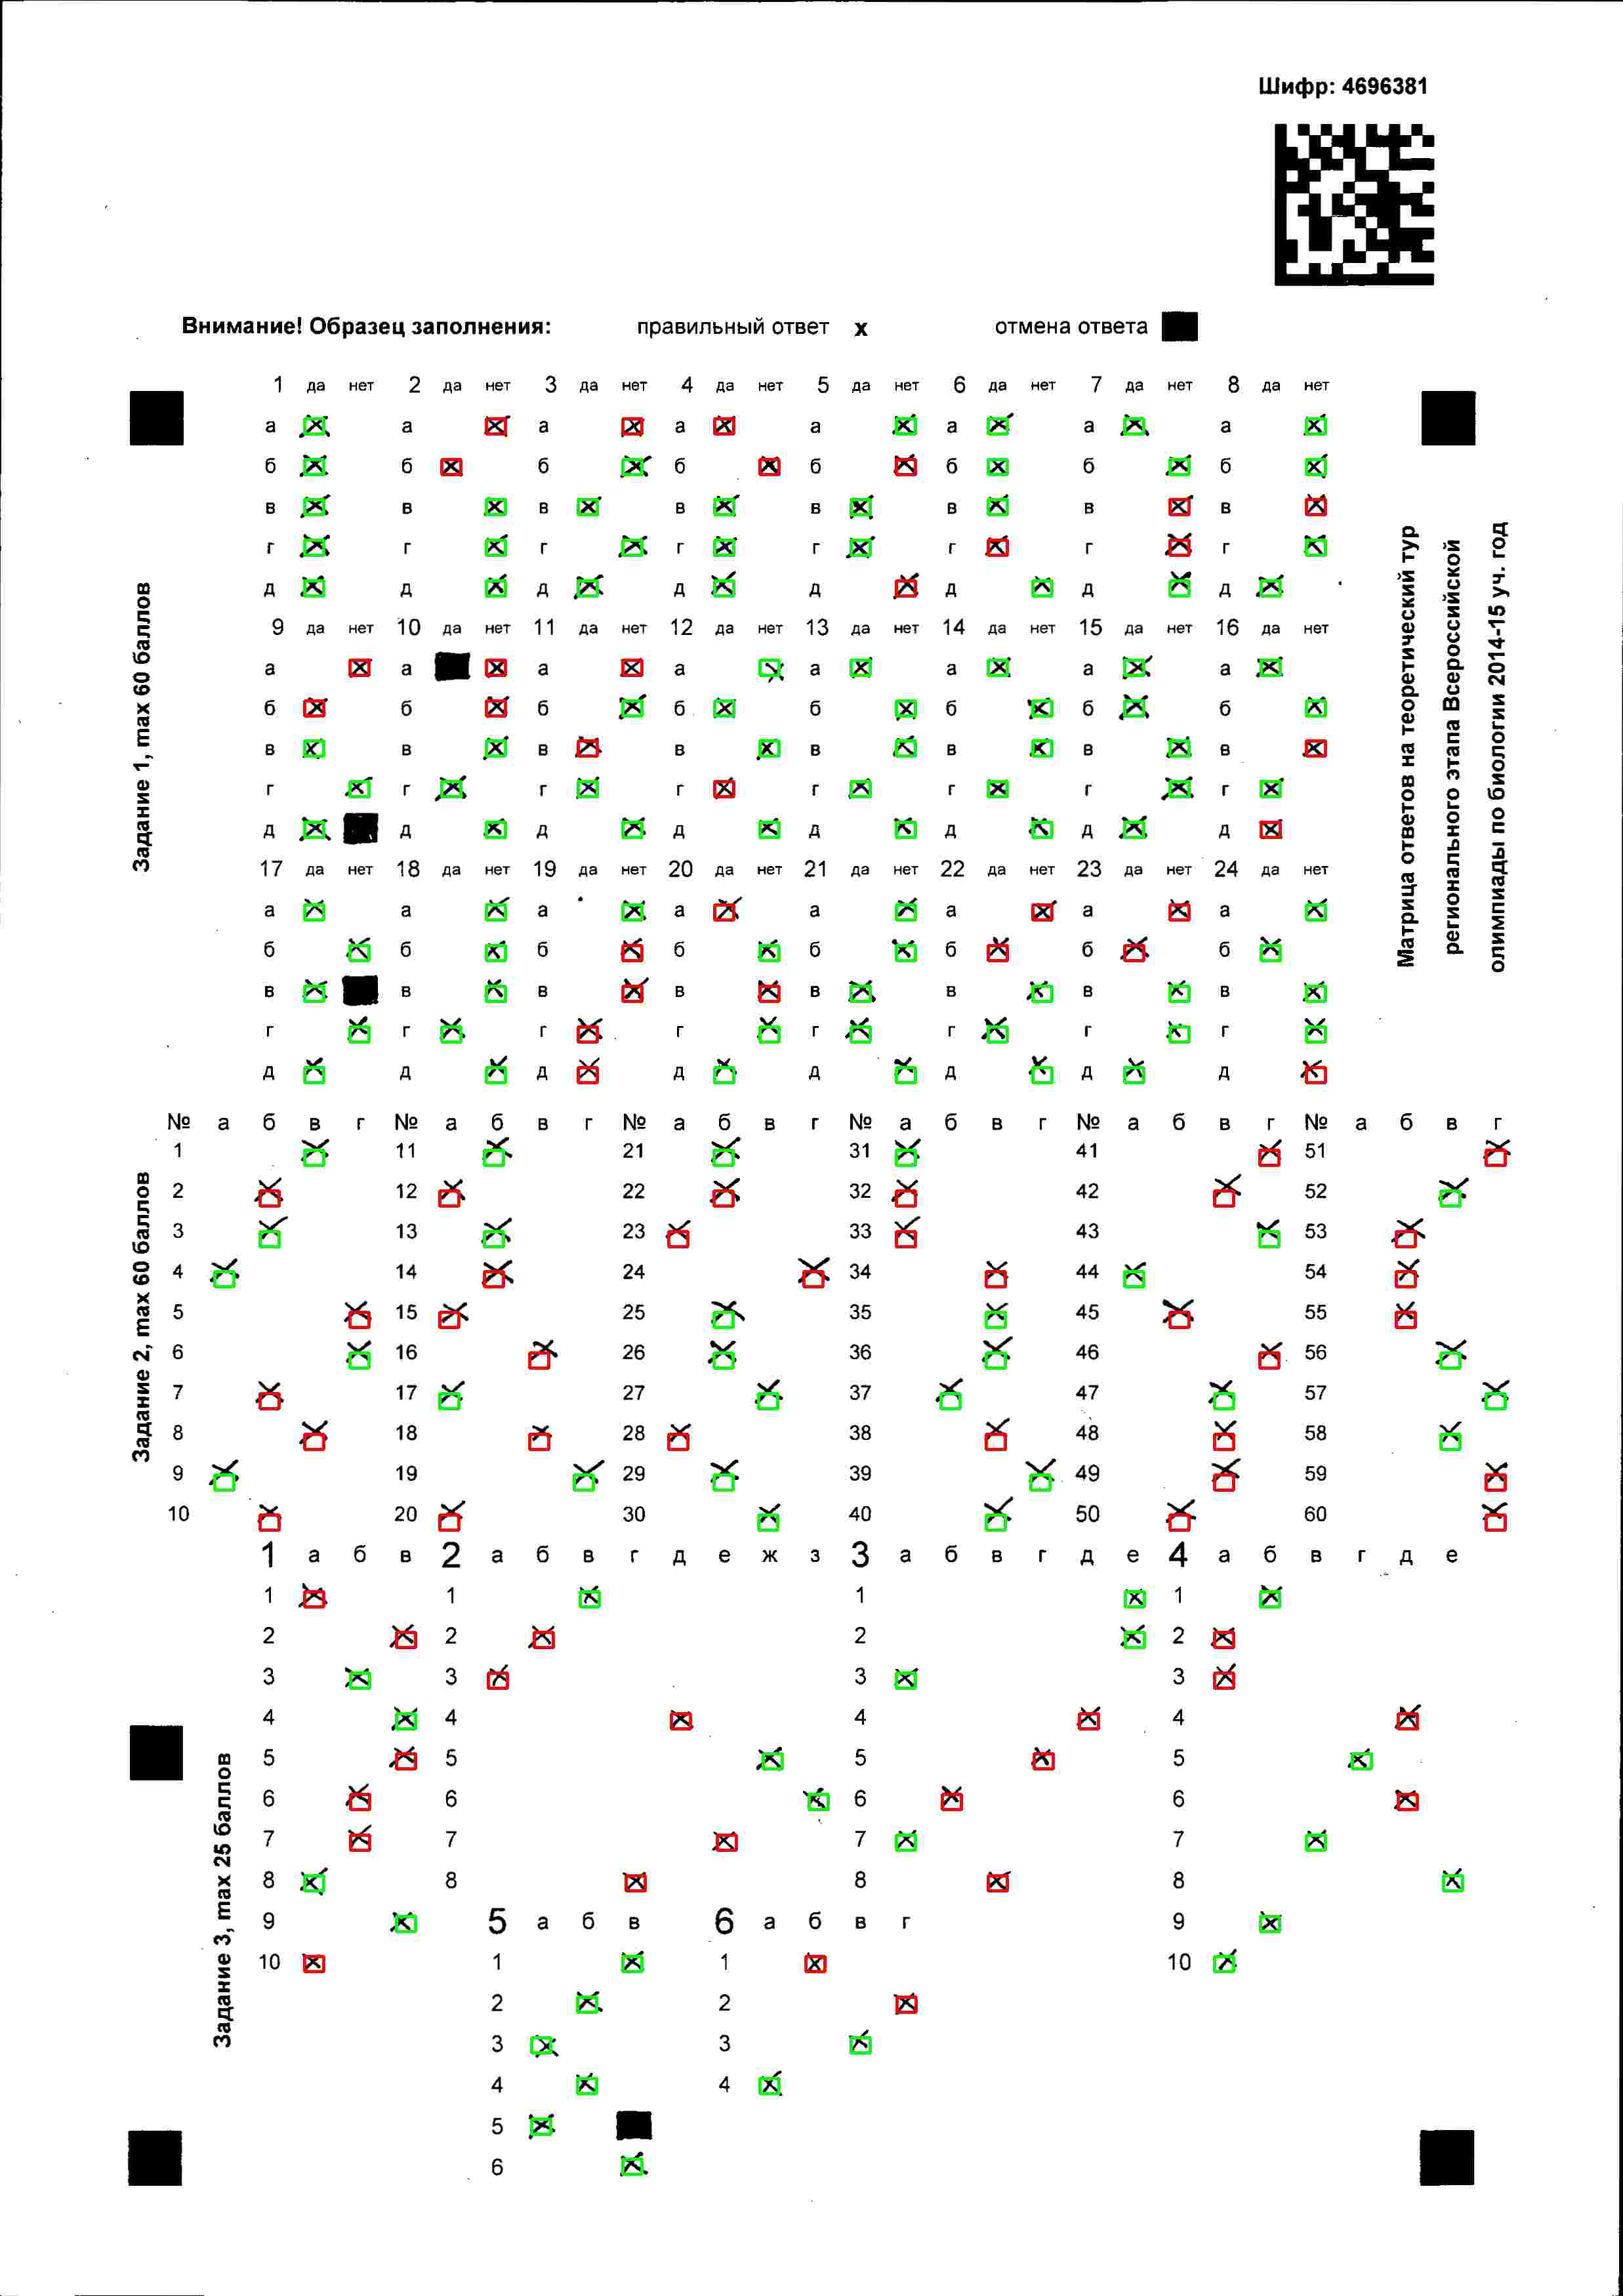 Шифр: 4696381
Внимание! Образец заполнения: правильный ответ x отмена ответа
1 да нет 2 да нет 3 да нет 4 да нет 5 да нет 6 да нет 7 да нет 8 да нет
а а а а а а а а
б б б б б б б б
в в в в в в в в
г г г г г г г г
д д д д д д д д
9 да нет 10 да нет 11 да нет 12 да нет 13 да нет 14 да нет 15 да нет 16 да нет
а а а а а а а а
б б б б б б б б
в в в в в в в в
г г г г г г г г
д д д д д д д д
17 да нет 18 да нет 19 да нет 20 да нет 21 да нет 22 да нет 23 да нет 24 да нет
а а а а а а а а
б б б б б б б б
в в в в в в в в
г г г г г г г г
д д д д д д д д
Задание 1, max 60 баллов
Матрица ответов на теоретический тур
регионального этапа Всероссийской
олимпиады по биологии 2014-15 уч. год
№ а б в г № а б в г № а б в г № а б в г № а б в г № а б в г
1 11 21 31 41 51
2 12 22 32 42 52
3 13 23 33 43 53
4 14 24 34 44 54
5 15 25 35 45 55
6 16 26 36 46 56
7 17 27 37 47 57
8 18 28 38 48 58
9 19 29 39 49 59
10 20 30 40 50 60
Задание 2, max 60 баллов
1 а б в 2 а б в г д е ж з 3 а б в г д е 4 а б в г д е
1 1 1 1
2 2 2 2
3 3 3 3
4 4 4 4
5 5 5 5
6 6 6 6
7 7 7 7
8 8 8 8
9 5 а б в 6 а б в г 9
10 1 1 10
2 2
3 3
4 4
5
6
Задание 3, max 25 баллов